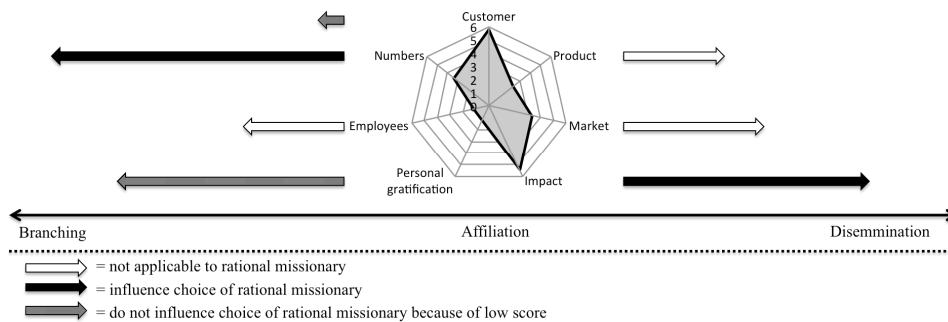 Customer
6
5
4
3
2
1
0
Numbers
Product
Employees
Market
Personal
gratification
Impact
Branching
Affiliation
Disemmination
= not applicable to rational missionary
= influence choice of rational missionary
= do not influence choice of rational missionary because of low score